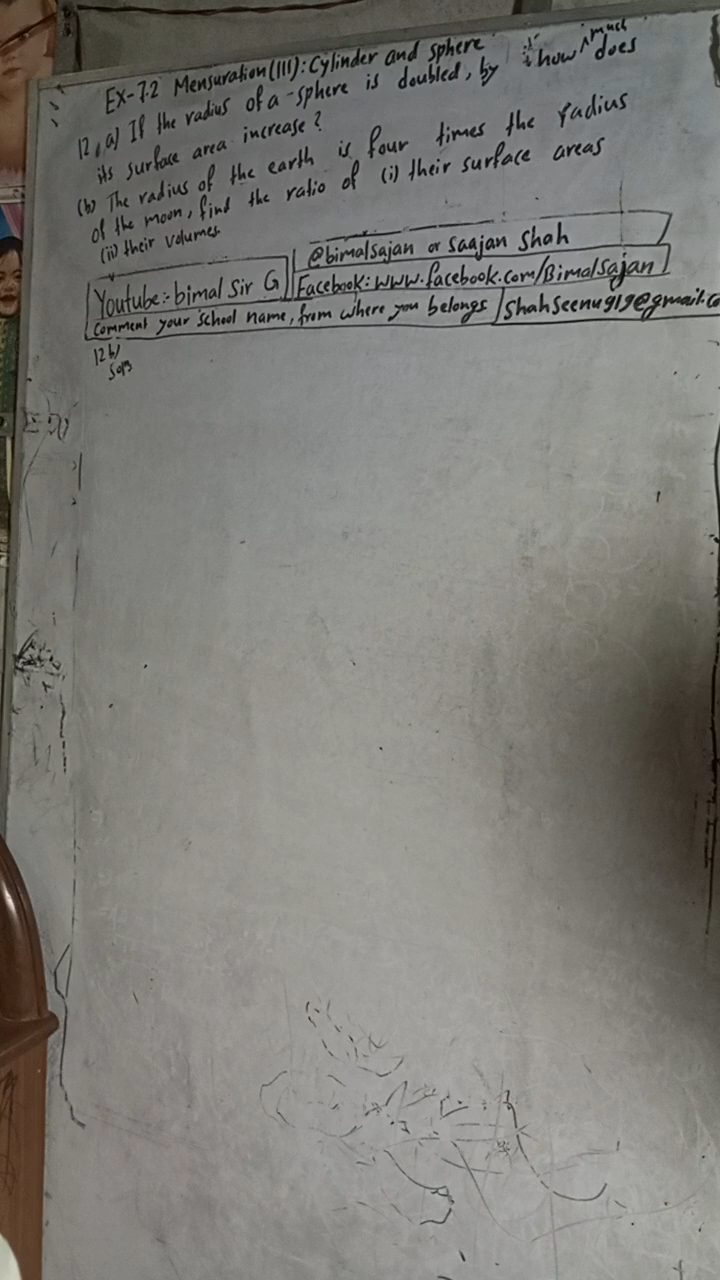 EX-7.2 Mensuration(III):Cylinder and sphere
12, a) If the radius of a sphere is doubled, by how much does
its surface area increase?
(b) The radius of the earth is four times the radius
of the moon, find the ratio of (i) their surface areas
(ii) their volumes
@bimalsajan or saajan shah
Youtube:- bimal sir G
Facebook:www.facebook.com/Bimalsajan
Comment your school name, from where you belongs
12 b/
Soln